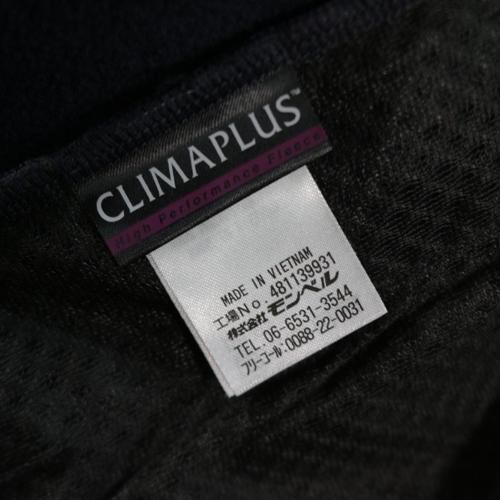 CLIMAPLUS™
High Performance Fleece
MADE IN VIETNAM
工場No. 481139931
株式会社モンベル
TEL.06-6531-3544
フリーコール:0088-22-0031